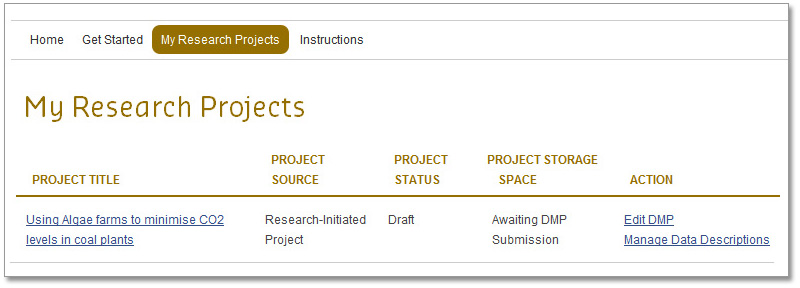 Home Get Started My Research Projects Instructions
My Research Projects
PROJECT TITLE PROJECT SOURCE PROJECT STATUS PROJECT STORAGE SPACE ACTION
Using Algae farms to minimise CO2
levels in coal plants
Research-Initiated
Project
Draft
Awaiting DMP
Submission
Edit DMP
Manage Data Descriptions